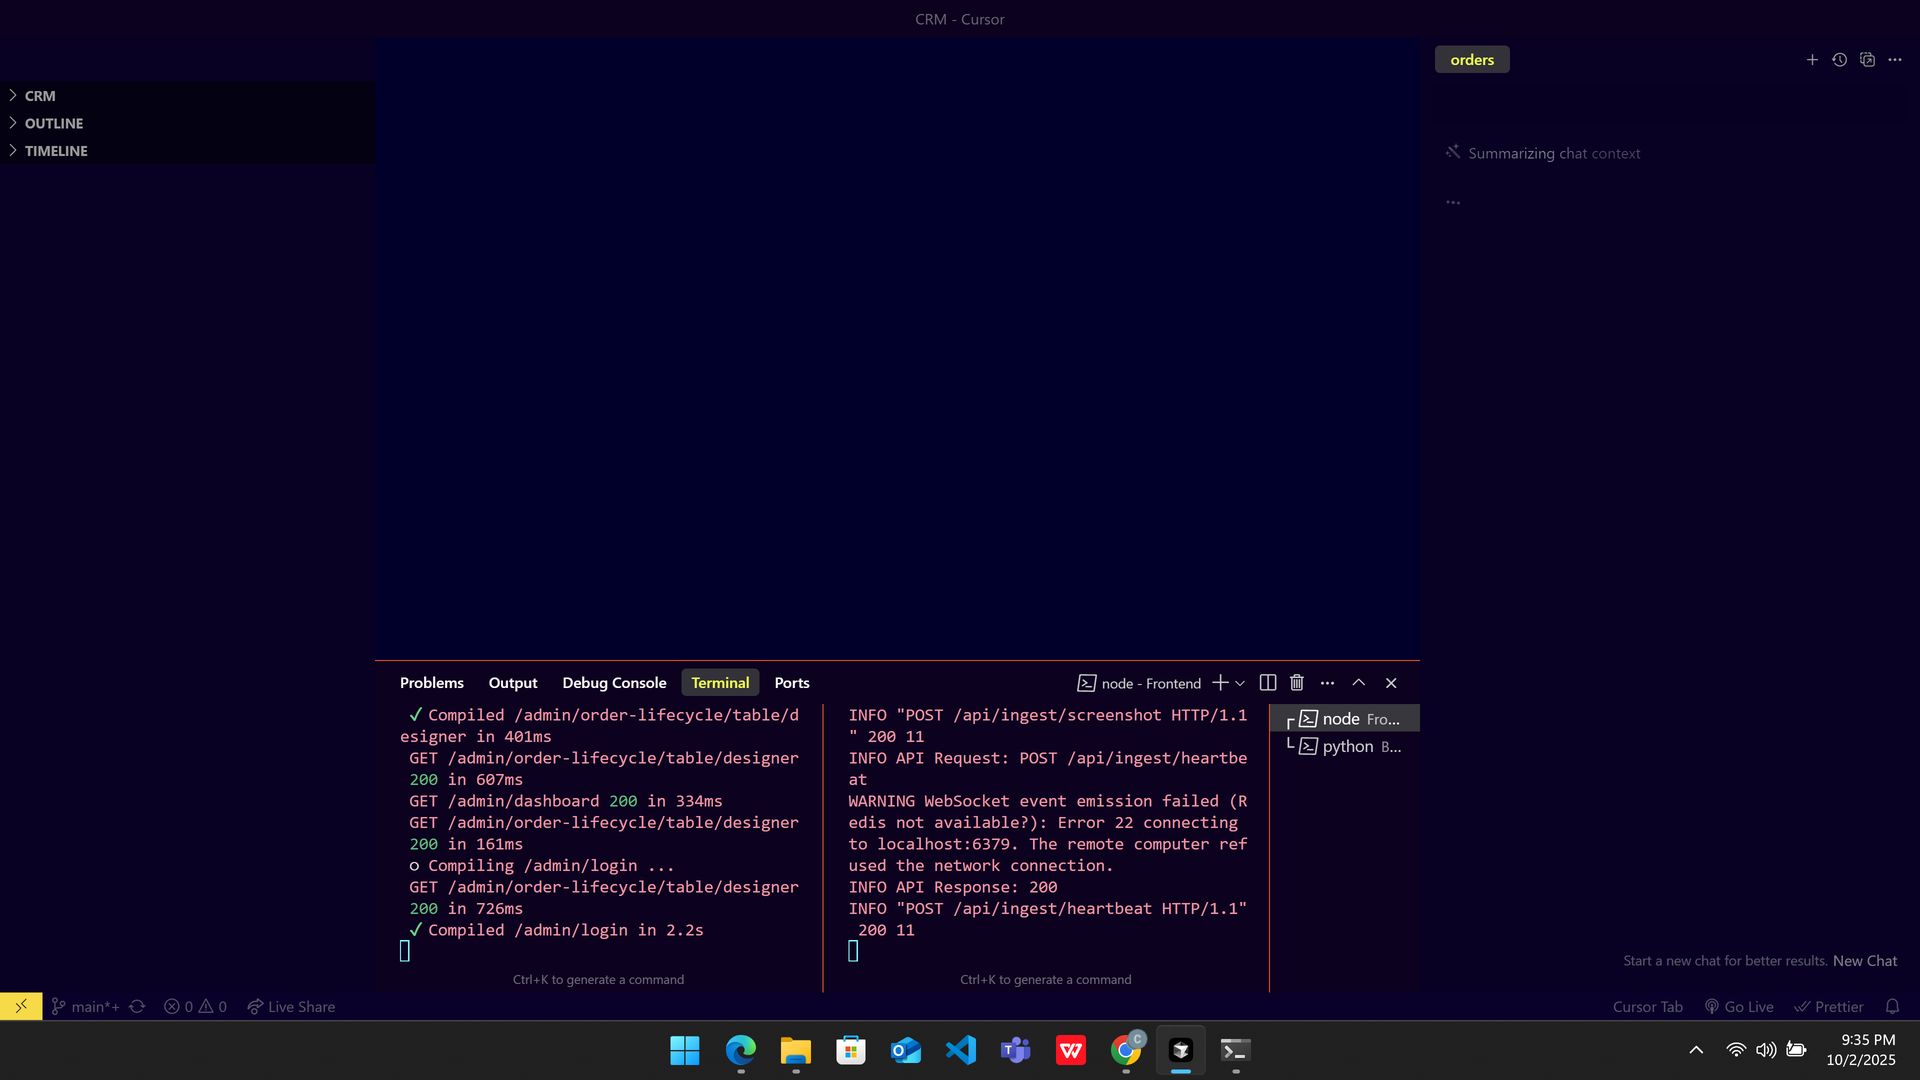 CRM - Cursor
CRM
OUTLINE
TIMELINE
orders
Summarizing chat context
Problems Output Debug Console Terminal Ports
node - Frontend
✓ Compiled /admin/order-lifecycle/table/d
esigner in 401ms
GET /admin/order-lifecycle/table/designer
200 in 607ms
GET /admin/dashboard 200 in 334ms
GET /admin/order-lifecycle/table/designer
200 in 161ms
○ Compiling /admin/login ...
GET /admin/order-lifecycle/table/designer
200 in 726ms
✓ Compiled /admin/login in 2.2s
Ctrl+K to generate a command
INFO "POST /api/ingest/screenshot HTTP/1.1
" 200 11
INFO API Request: POST /api/ingest/heartbe
at
WARNING WebSocket event emission failed (R
edis not available?): Error 22 connecting
to localhost:6379. The remote computer ref
used the network connection.
INFO API Response: 200
INFO "POST /api/ingest/heartbeat HTTP/1.1"
200 11
Ctrl+K to generate a command
node Fro...
python B...
Start a new chat for better results. New Chat
main*+ 0 0 Live Share
Cursor Tab Go Live Prettier
C
9:35 PM
10/2/2025